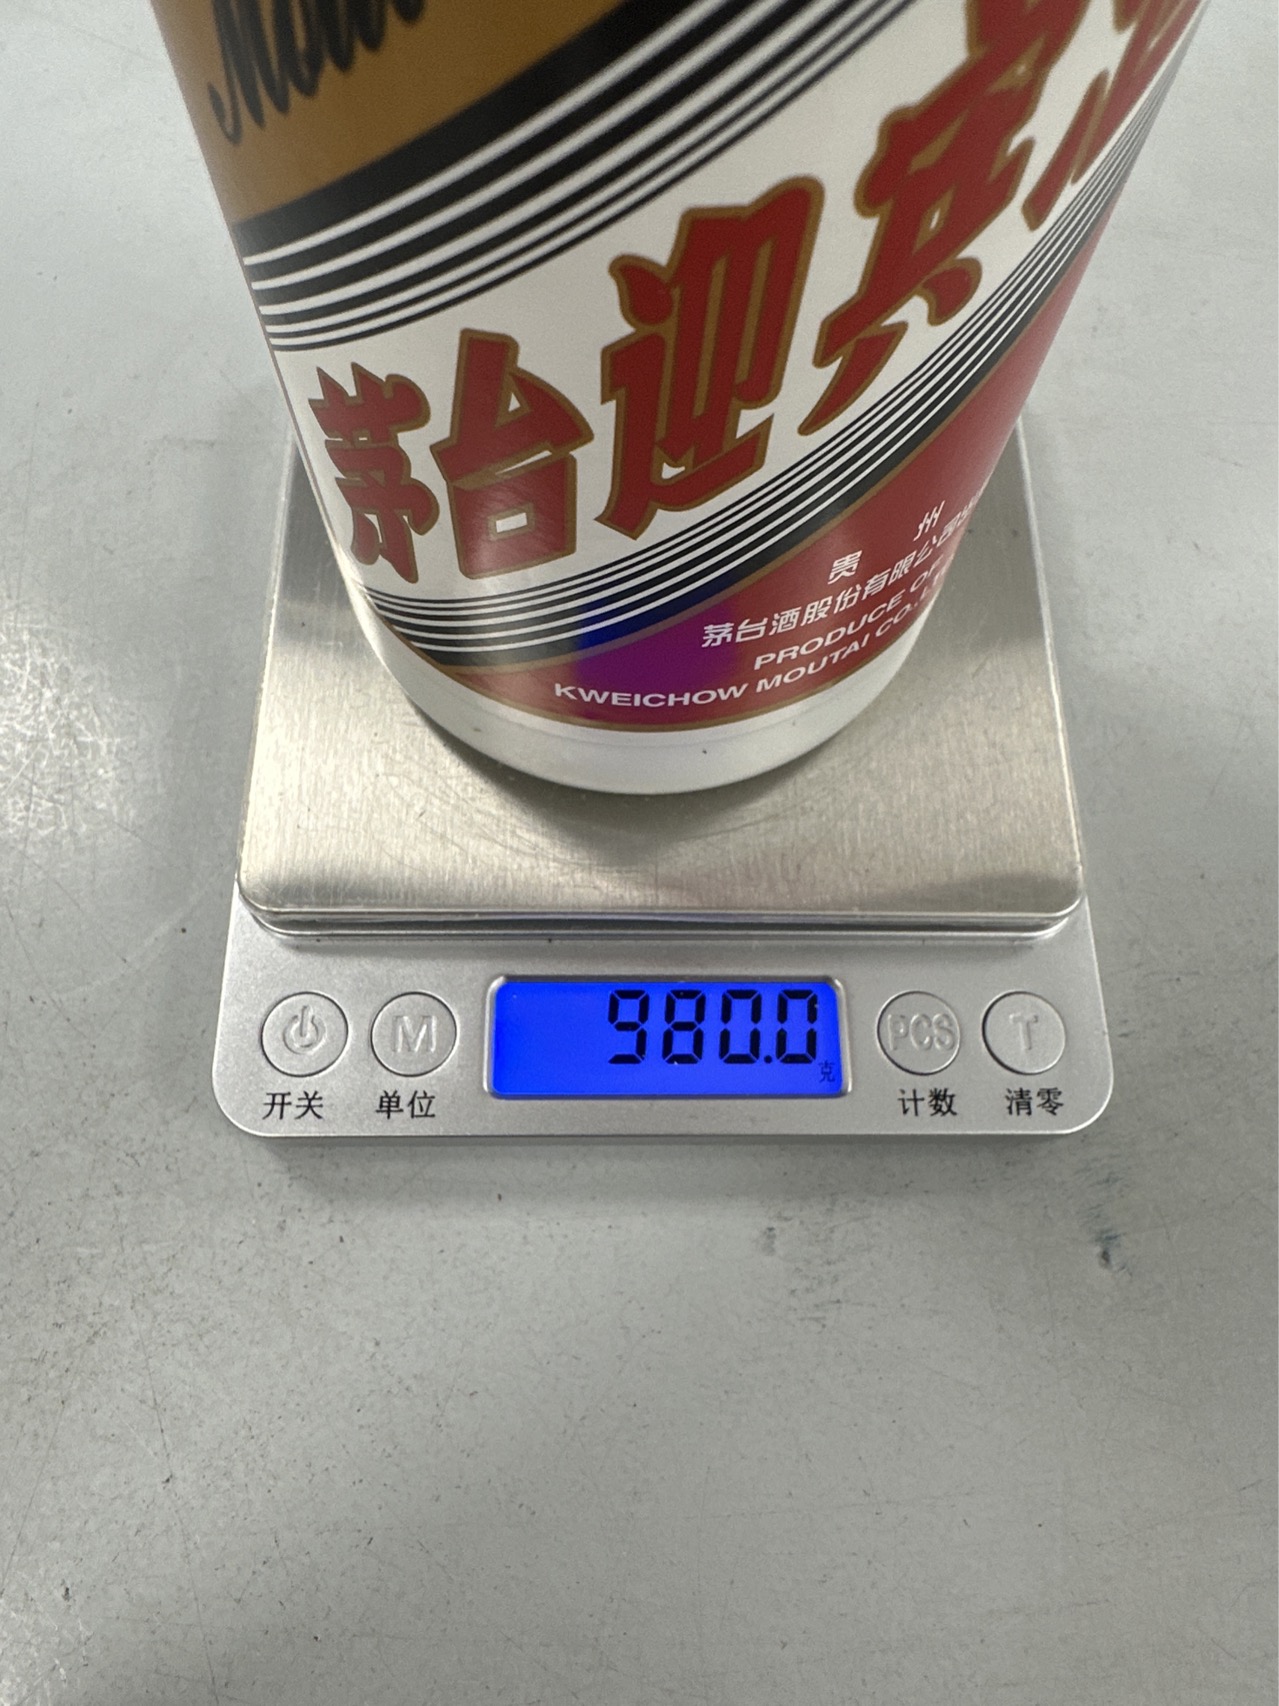 茅台迎兵
贵州
茅台酒股份有限公司
PRODUCE OF
KWEICHOW MOUTAI CO.,
980.0
克
M
PCS
T
开关
单位
计数
清零